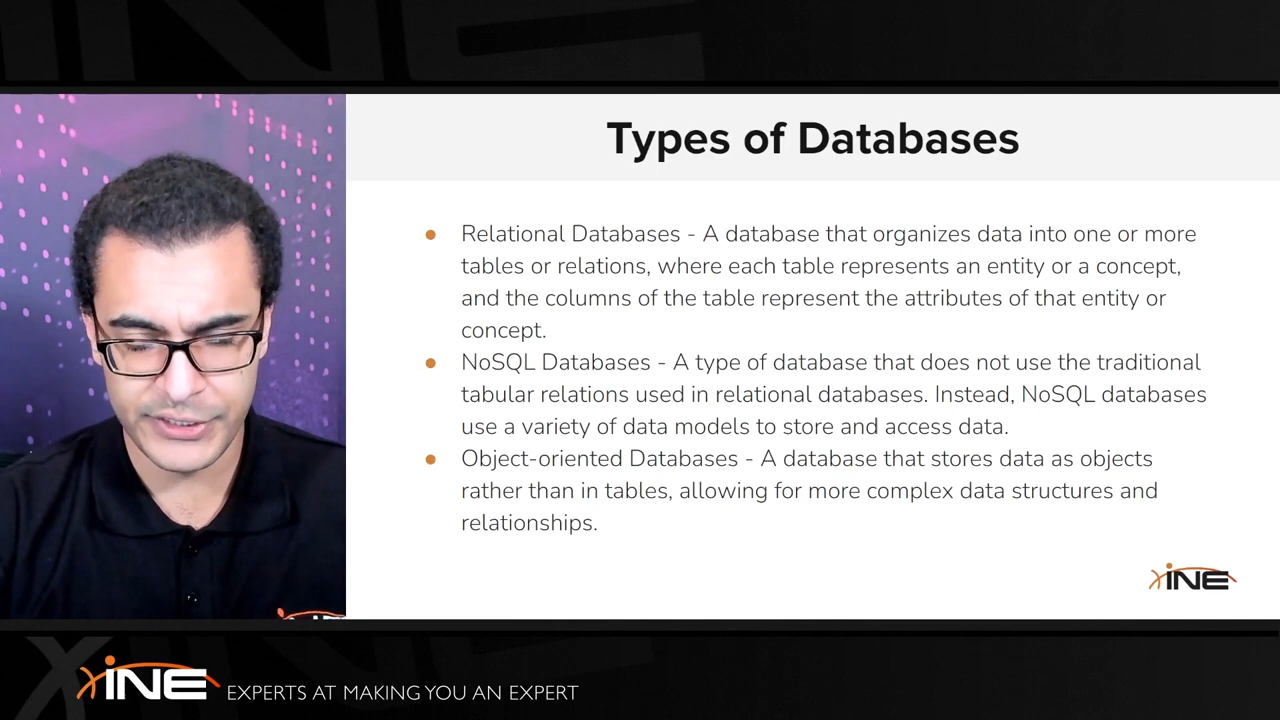 Types of Databases
● Relational Databases - A database that organizes data into one or more
tables or relations, where each table represents an entity or a concept,
and the columns of the table represent the attributes of that entity or
concept.
● NoSQL Databases - A type of database that does not use the traditional
tabular relations used in relational databases. Instead, NoSQL databases
use a variety of data models to store and access data.
● Object-oriented Databases - A database that stores data as objects
rather than in tables, allowing for more complex data structures and
relationships.
iNE
iNE EXPERTS AT MAKING YOU AN EXPERT